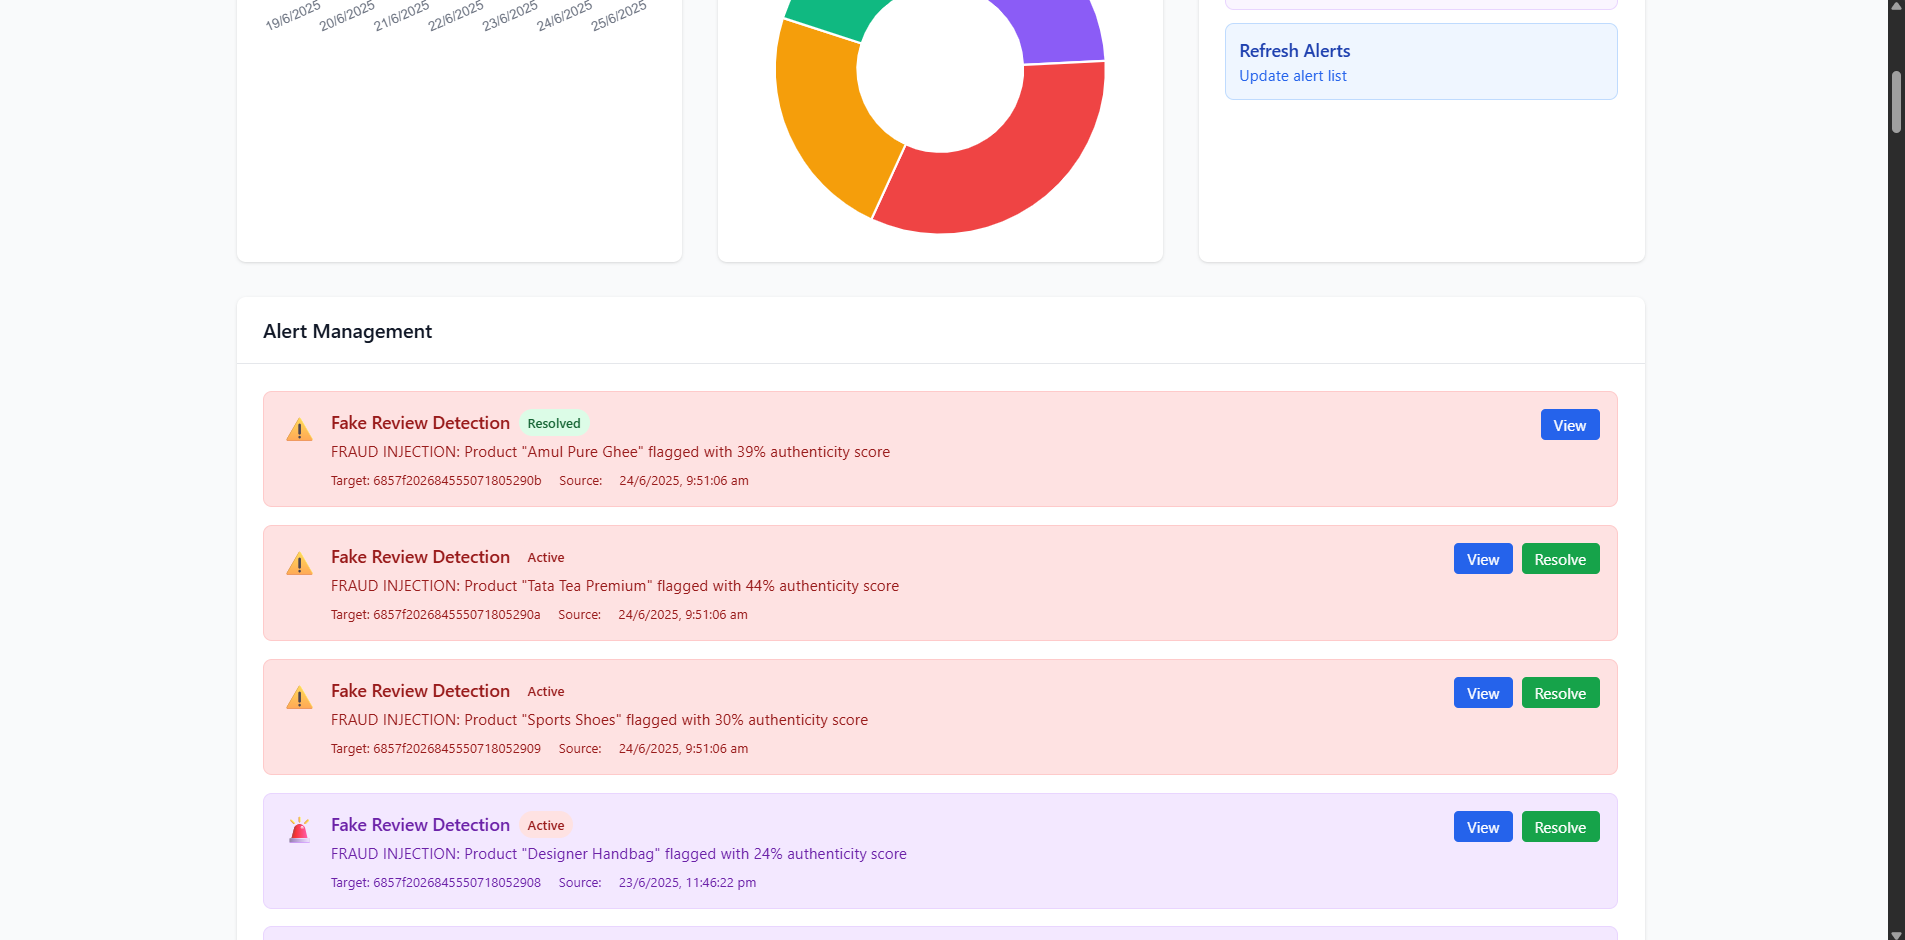 19/6/2025
20/6/2025
21/6/2025
22/6/2025
23/6/2025
24/6/2025
25/6/2025
Refresh Alerts
Update alert list
Alert Management
Fake Review Detection Resolved
View
FRAUD INJECTION: Product "Amul Pure Ghee" flagged with 39% authenticity score
Target: 6857f202684555071805290b Source: 24/6/2025, 9:51:06 am
Fake Review Detection Active
View Resolve
FRAUD INJECTION: Product "Tata Tea Premium" flagged with 44% authenticity score
Target: 6857f202684555071805290a Source: 24/6/2025, 9:51:06 am
Fake Review Detection Active
View Resolve
FRAUD INJECTION: Product "Sports Shoes" flagged with 30% authenticity score
Target: 6857f2026845550718052909 Source: 24/6/2025, 9:51:06 am
Fake Review Detection Active
View Resolve
FRAUD INJECTION: Product "Designer Handbag" flagged with 24% authenticity score
Target: 6857f2026845550718052908 Source: 23/6/2025, 11:46:22 pm